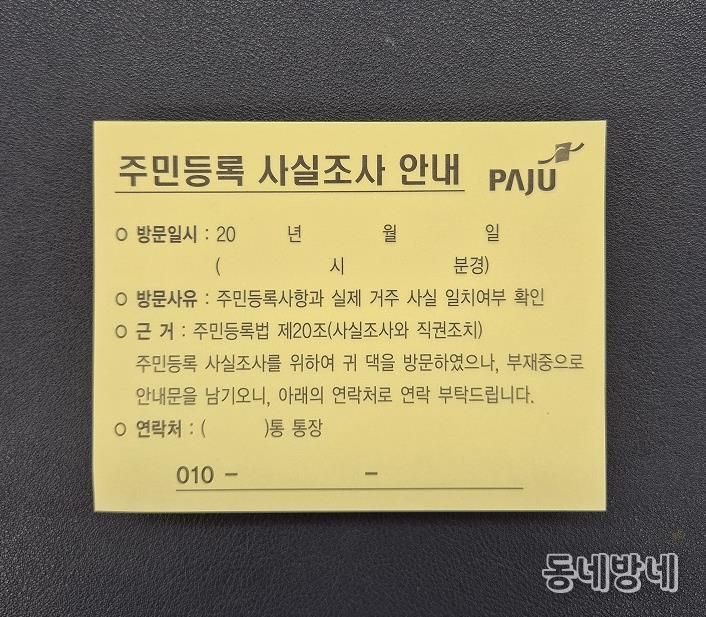 주민등록 사실조사 안내 PAJU
ㅇ 방문일시 : 20 년 월 일
( 시 분경)
ㅇ 방문사유 : 주민등록사항과 실제 거주 사실 일치여부 확인
ㅇ 근 거 : 주민등록법 제20조(사실조사와 직권조치)
주민등록 사실조사를 위하여 귀 댁을 방문하였으나, 부재중으로
안내문을 남기오니, 아래의 연락처로 연락 부탁드립니다.
ㅇ 연락처 : ( )통 통장
010 - -
동네방네